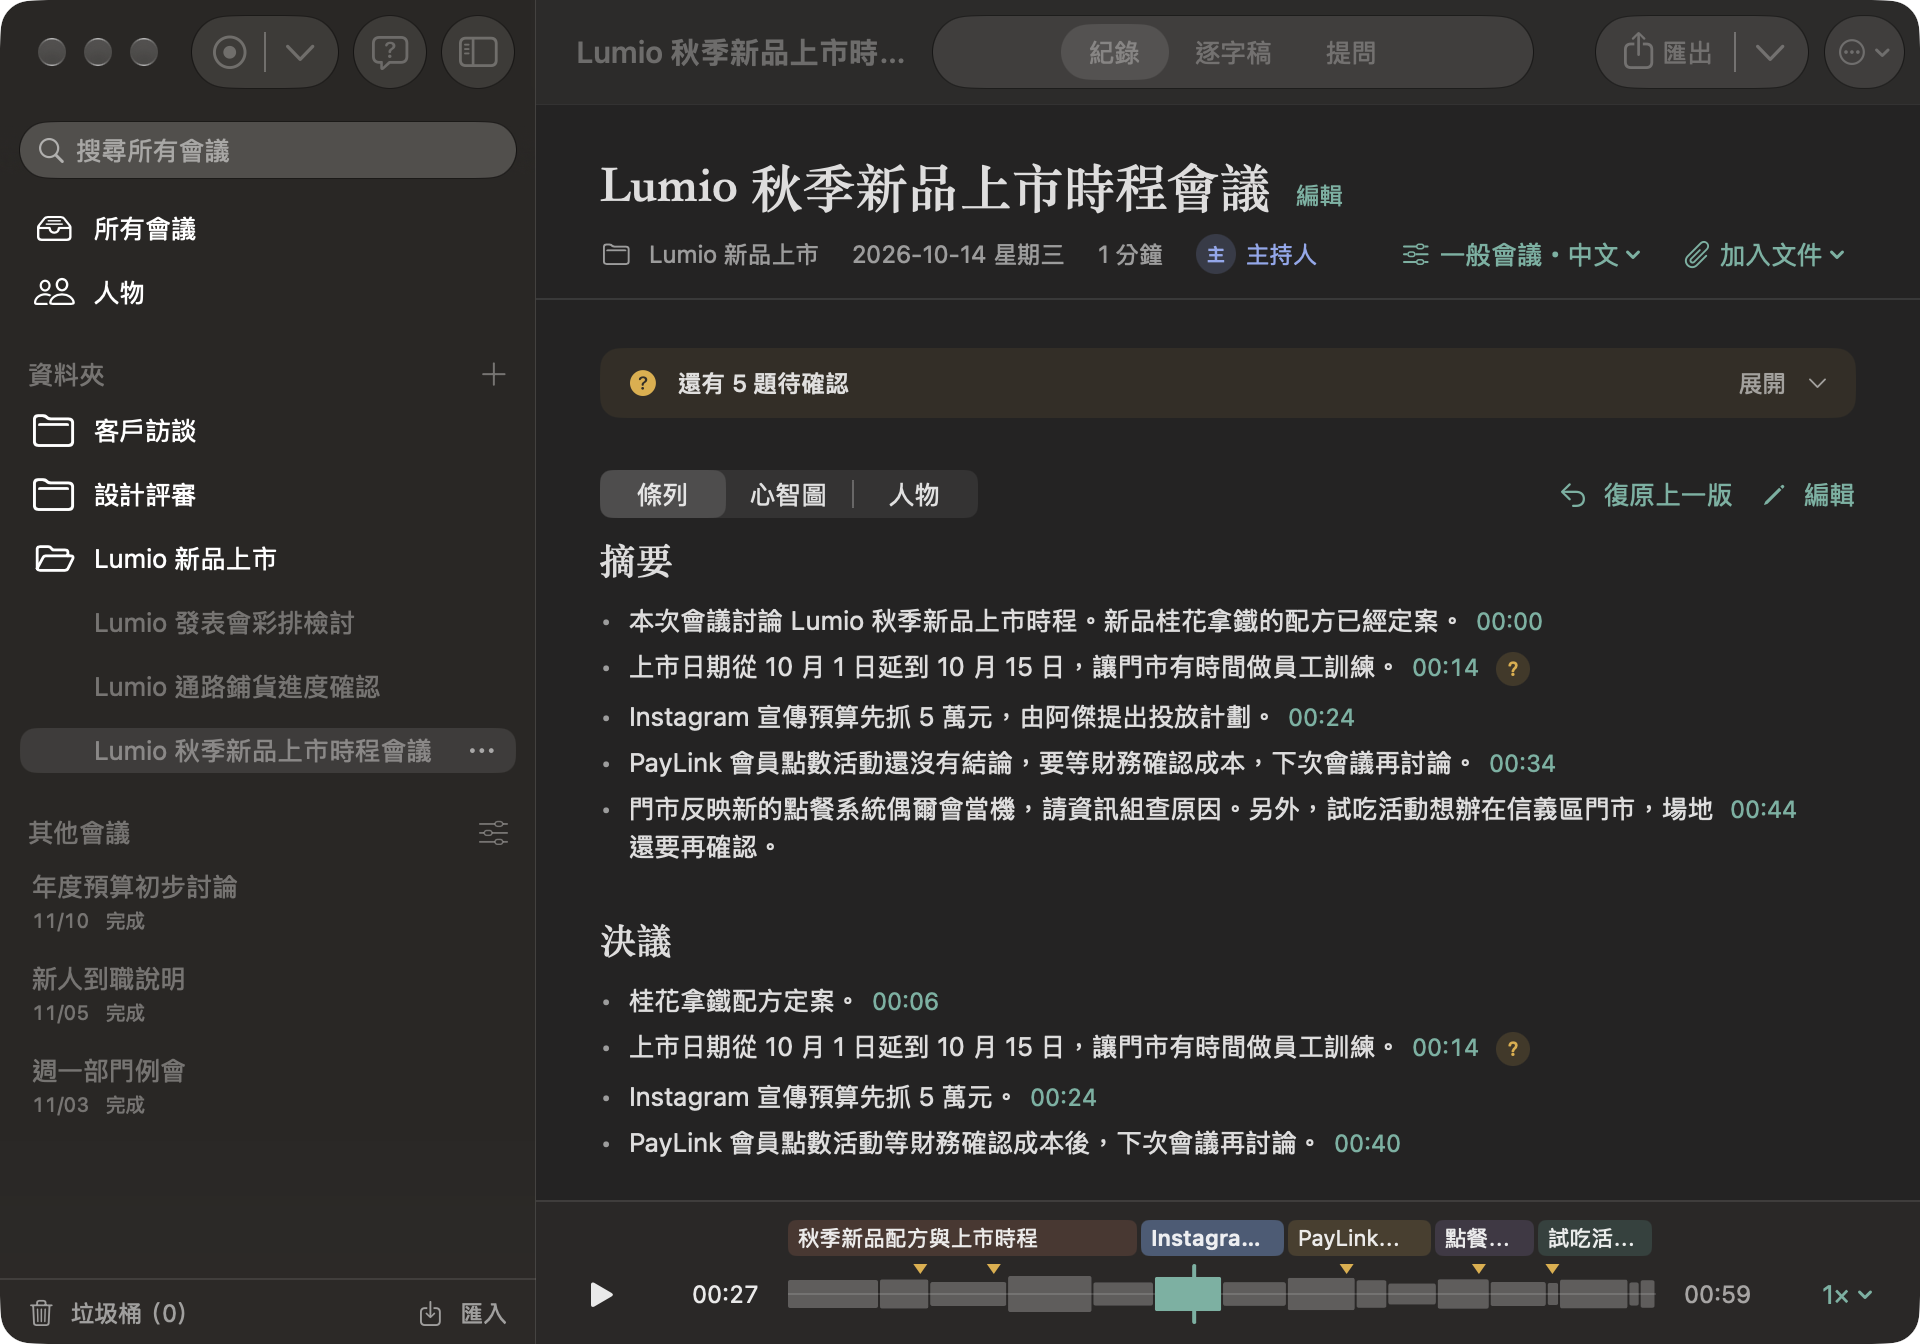 Lumio 秋季新品上市時…
紀錄
逐字稿
提問
匯出
搜尋所有會議
所有會議
人物
資料夾
客戶訪談
設計評審
Lumio 新品上市
Lumio 發表會彩排檢討
Lumio 通路鋪貨進度確認
Lumio 秋季新品上市時程會議
其他會議
年度預算初步討論
11/10 完成
新人到職說明
11/05 完成
週一部門例會
11/03 完成
垃圾桶 (0)
匯入
Lumio 秋季新品上市時程會議 編輯
Lumio 新品上市 2026-10-14 星期三 1 分鐘 主 主持人 一般會議・中文 加入文件
? 還有 5 題待確認 展開
條列 心智圖 人物 復原上一版 編輯
摘要
• 本次會議討論 Lumio 秋季新品上市時程。新品桂花拿鐵的配方已經定案。 00:00
• 上市日期從 10 月 1 日延到 10 月 15 日，讓門市有時間做員工訓練。 00:14 ?
• Instagram 宣傳預算先抓 5 萬元，由阿傑提出投放計劃。 00:24
• PayLink 會員點數活動還沒有結論，要等財務確認成本，下次會議再討論。 00:34
• 門市反映新的點餐系統偶爾會當機，請資訊組查原因。另外，試吃活動想辦在信義區門市，場地 00:44
還要再確認。
決議
• 桂花拿鐵配方定案。 00:06
• 上市日期從 10 月 1 日延到 10 月 15 日，讓門市有時間做員工訓練。 00:14 ?
• Instagram 宣傳預算先抓 5 萬元。 00:24
• PayLink 會員點數活動等財務確認成本後，下次會議再討論。 00:40
秋季新品配方與上市時程 Instagra… PayLink… 點餐… 試吃活…
00:27 00:59 1×